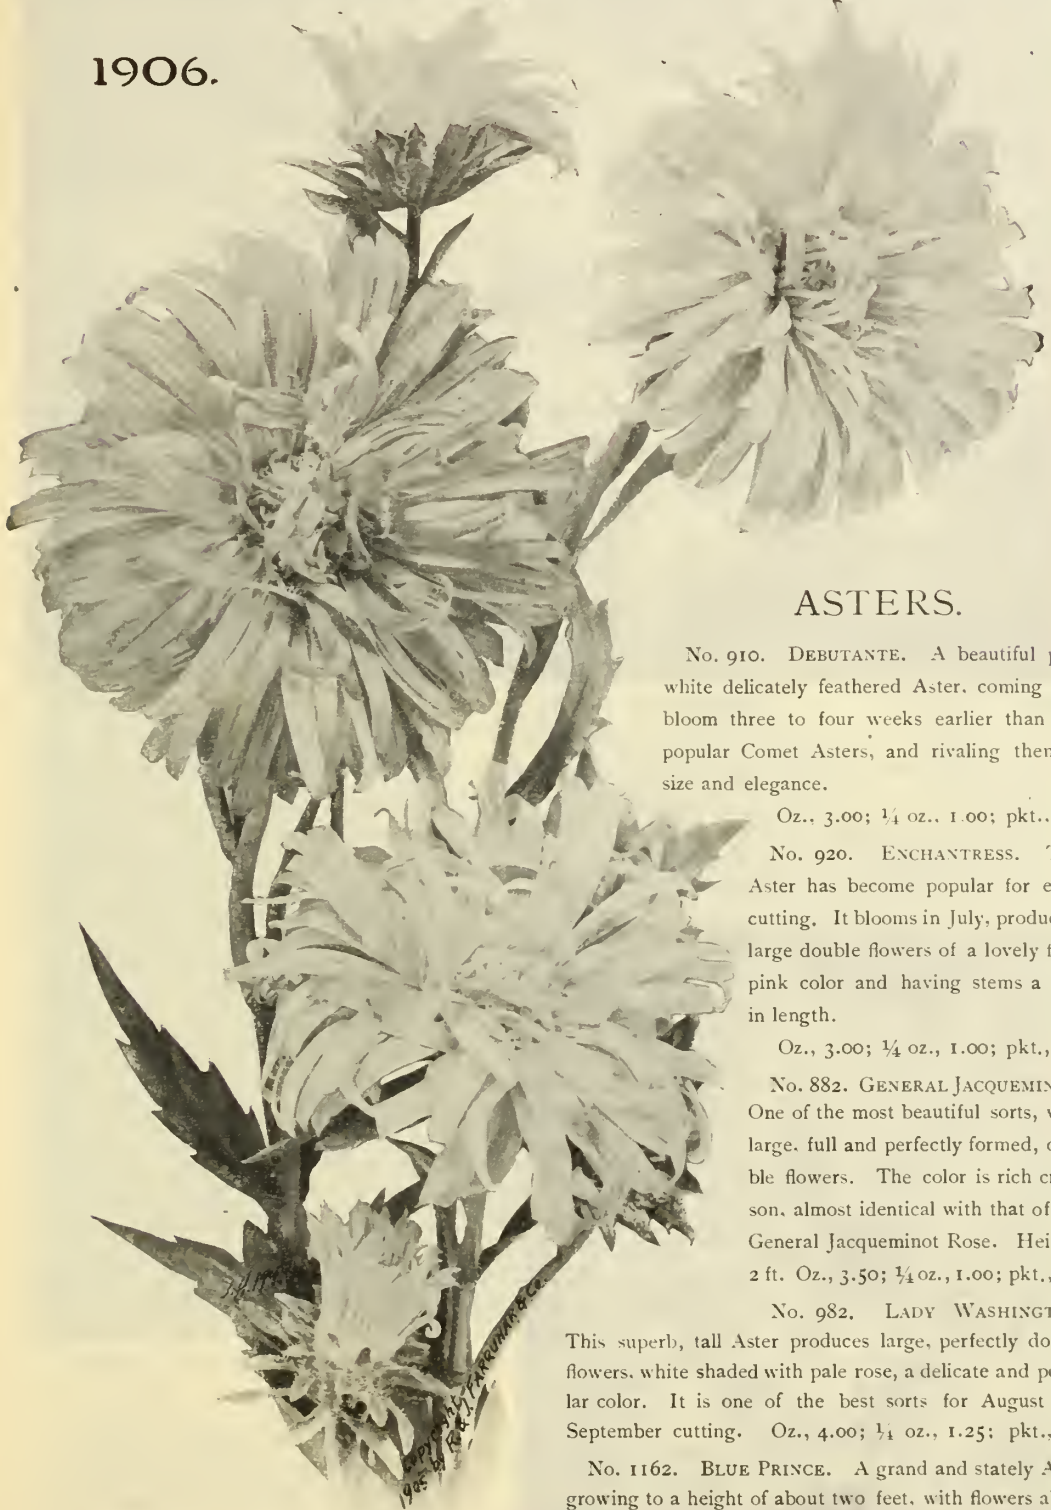 1906.
ASTERS.
No. 910. DEBUTANTE. A beautiful
white delicately feathered Aster, coming
bloom three to four weeks earlier than
popular Comet Asters, and rivaling
size and elegance.
Oz., 3.00; ¼ oz.. 1.00; pkt..
No. 920. ENCHANTRESS.
Aster has become popular for
cutting. It blooms in July,
large double flowers of a lovely
pink color and having stems a
in length.
Oz., 3.00; ¼ oz., 1.00; pkt.,
No. 882. GENERAL
One of the most beautiful sorts,
large. full and perfectly formed,
ble flowers. The color is rich
son, almost identical with that of
General Jacqueminot Rose.
2 ft. Oz., 3.50; ¼ oz., 1.00; pkt.,
No. 982. LADY
This superb, tall Aster produces large, perfectly
flowers, white shaded with pale rose, a delicate and
lar color. It is one of the best sorts for August
September cutting. Oz., 4.00; ¼ oz., 1.25; pkt.,
No. 1162. BLUE PRINCE. A grand and stately
growing to a height of about two feet, with flowers
Copyright
1905 by R. & J. FARQUHAR & CO.